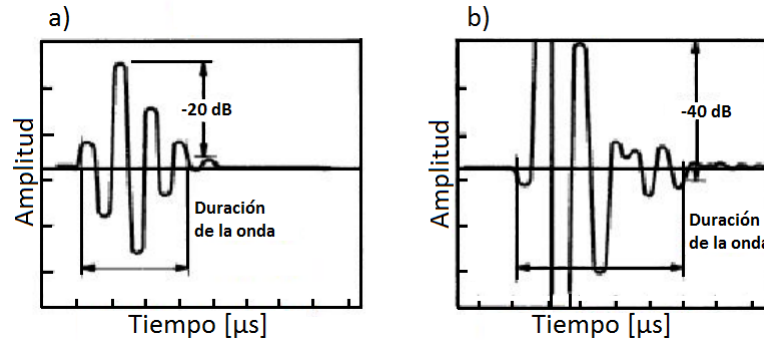 a)
Amplitud
-20 dB
Duración
de la onda
Tiempo [µs]
b)
Amplitud
-40 dB
Duración
de la onda
Tiempo [µs]